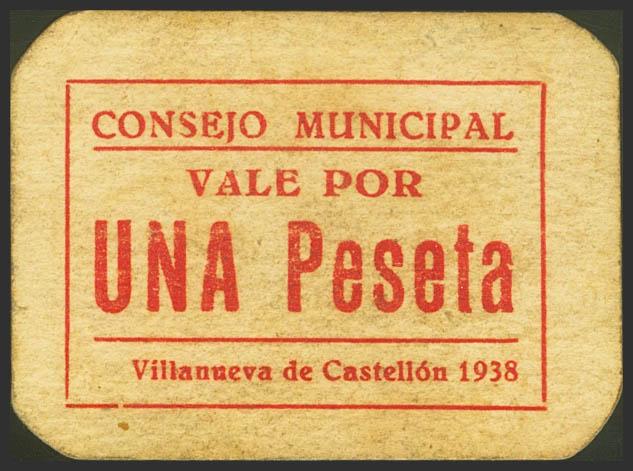 CONSEJO MUNICIPAL
VALE POR
UNA Peseta
Villanueva de Castellón 1938